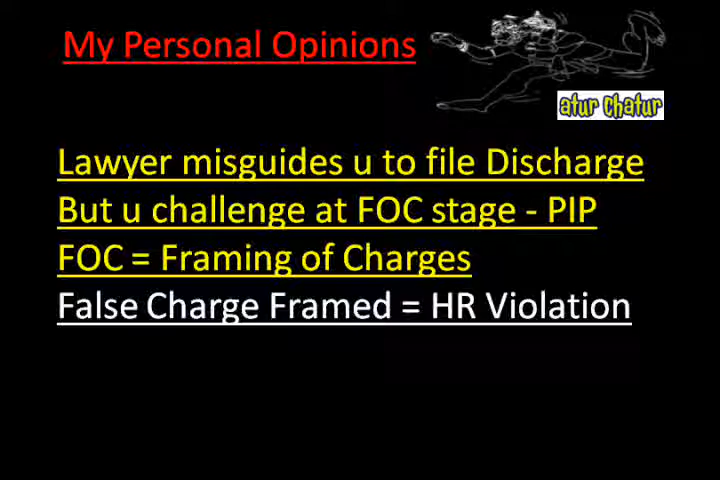 My Personal Opinions
atur chatur
Lawyer misguides u to file Discharge
But u challenge at FOC stage - PIP
FOC = Framing of Charges
False Charge Framed = HR Violation